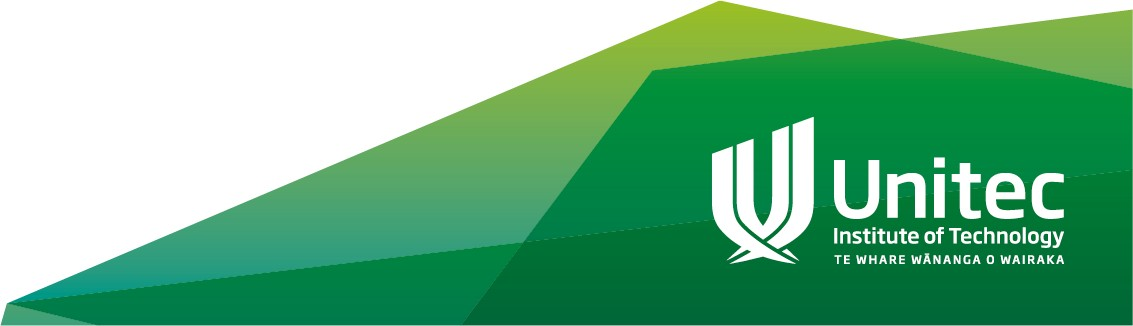 Unitec
Institute of Technology
TE WHARE WĀNANGA O WAIRAKA